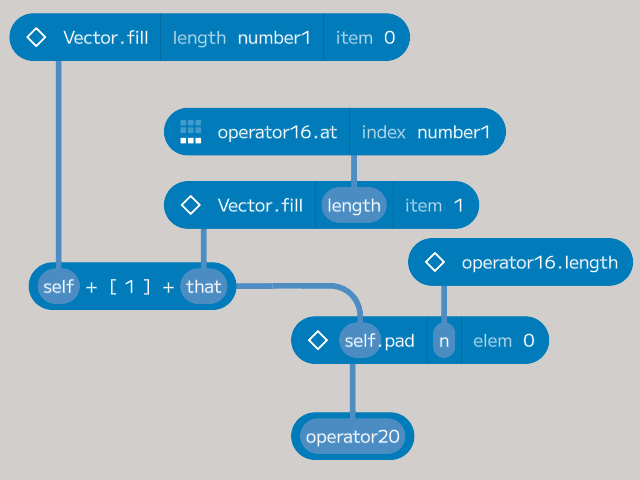 Vector.fill length number1 item 0
operator16.at index number1
Vector.fill length item 1
operator16.length
self + [ 1 ] + that
self.pad n elem 0
operator20